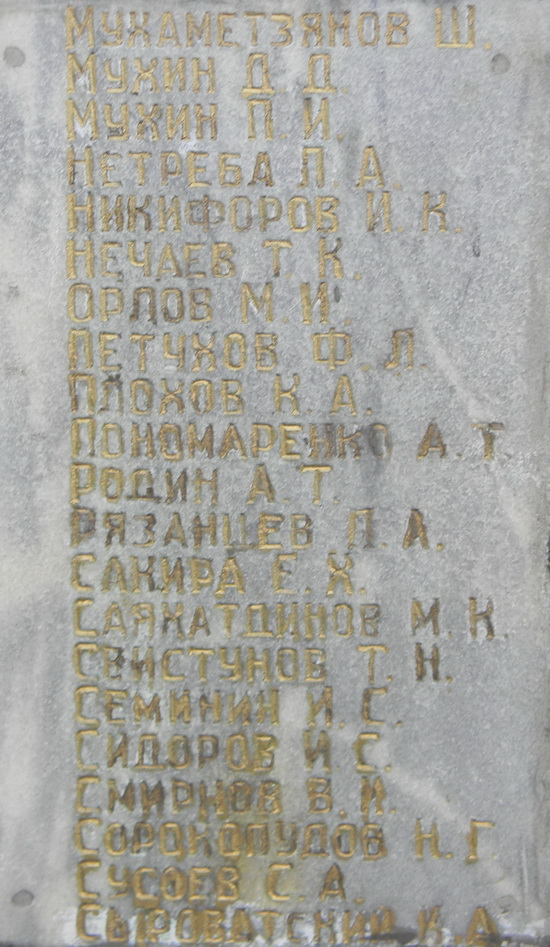 МУХАМЕТЗЯНОВ Ш.
МУХИН Д. Д.
МУХИН П. И.
НЕТРЕБА Л. А.
НИКИФОРОВ И. К.
НЕЧАЕВ Т. К.
ОРЛОВ М. И.
ПЕТУХОВ Ф. Л.
ПЛОХОВ К. А.
ПОНОМАРЕНКО А. Т.
РОДИН А. Т.
РЯЗАНЦЕВ П. А.
САКИРА Е. Х.
САЯХАТДИНОВ М. К.
СВИСТУНОВ Т. Н.
СЕМИНИН И. С.
СИДОРОВ И С.
СМИРНОВ В. И.
СОРОКОПУДОВ Н. Г.
СУСОЕВ С. А.
СЫРОВАТСКИЙ К. А